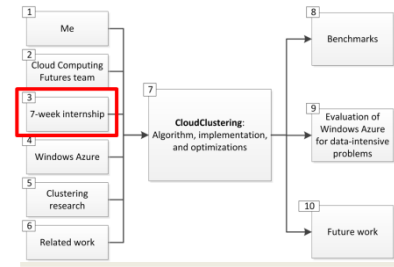 1
Me
2
Cloud Computing
Futures team
3
7-week internship
4
Windows Azure
5
Clustering
research
6
Related work
7
CloudClustering:
Algorithm, implementation,
and optimizations
8
Benchmarks
9
Evaluation of
Windows Azure
for data-intensive
problems
10
Future work